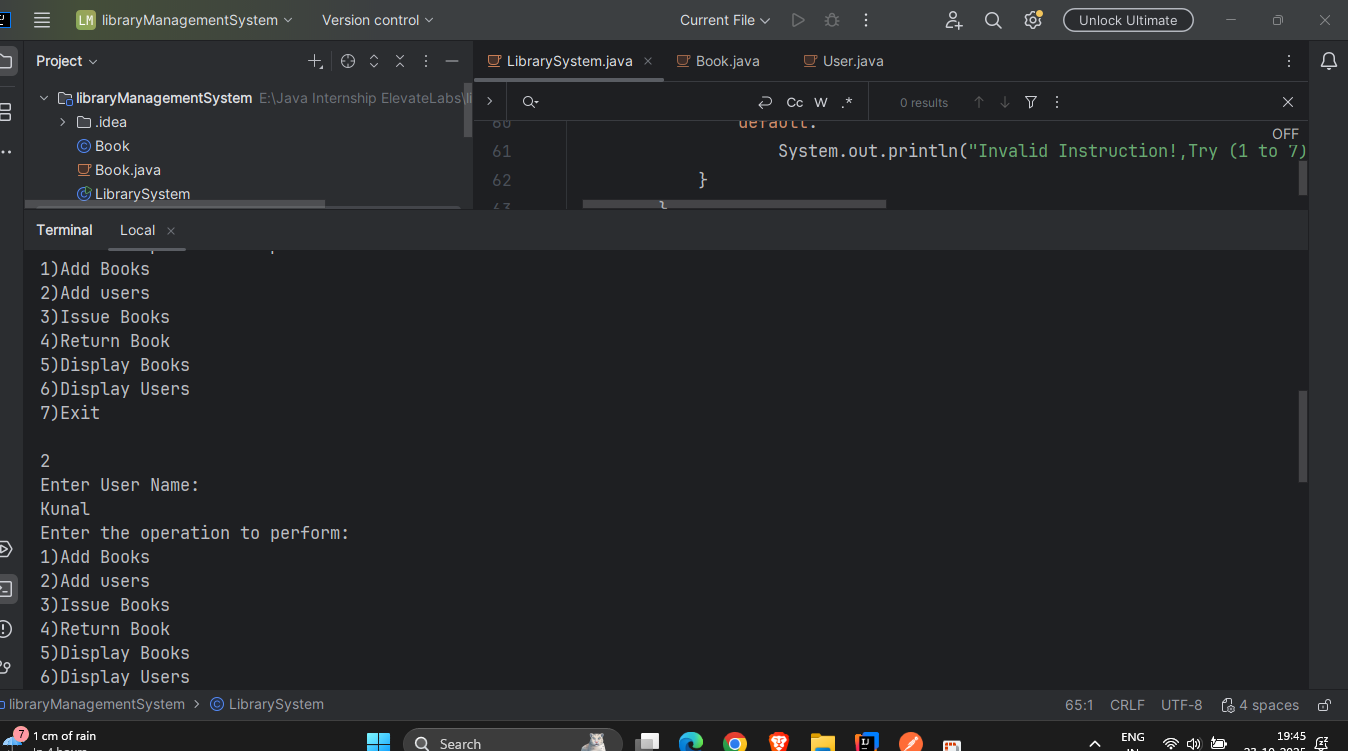 LM libraryManagementSystem Version control Current File Unlock Ultimate
Project LibrarySystem.java Book.java User.java
libraryManagementSystem E:\Java Internship ElevateLabs\li
Cc W .* 0 results
.idea
Book
Book.java
LibrarySystem
60 default:
OFF
61 System.out.println("Invalid Instruction!,Try (1 to 7)
62 }
63 }
Terminal Local
1)Add Books
2)Add users
3)Issue Books
4)Return Book
5)Display Books
6)Display Users
7)Exit
2
Enter User Name:
Kunal
Enter the operation to perform:
1)Add Books
2)Add users
3)Issue Books
4)Return Book
5)Display Books
6)Display Users
libraryManagementSystem > LibrarySystem 65:1 CRLF UTF-8 4 spaces
7 1 cm of rain
In 4 hours
Search
ENG
IN
19:45
23-10-2025